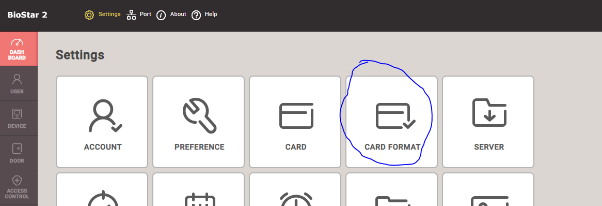 BioStar 2
Settings
Port
About
Help
DASH
BOARD
Settings
USER
DEVICE
DOOR
ACCESS
CONTROL
ACCOUNT
PREFERENCE
CARD
CARD FORMAT
SERVER